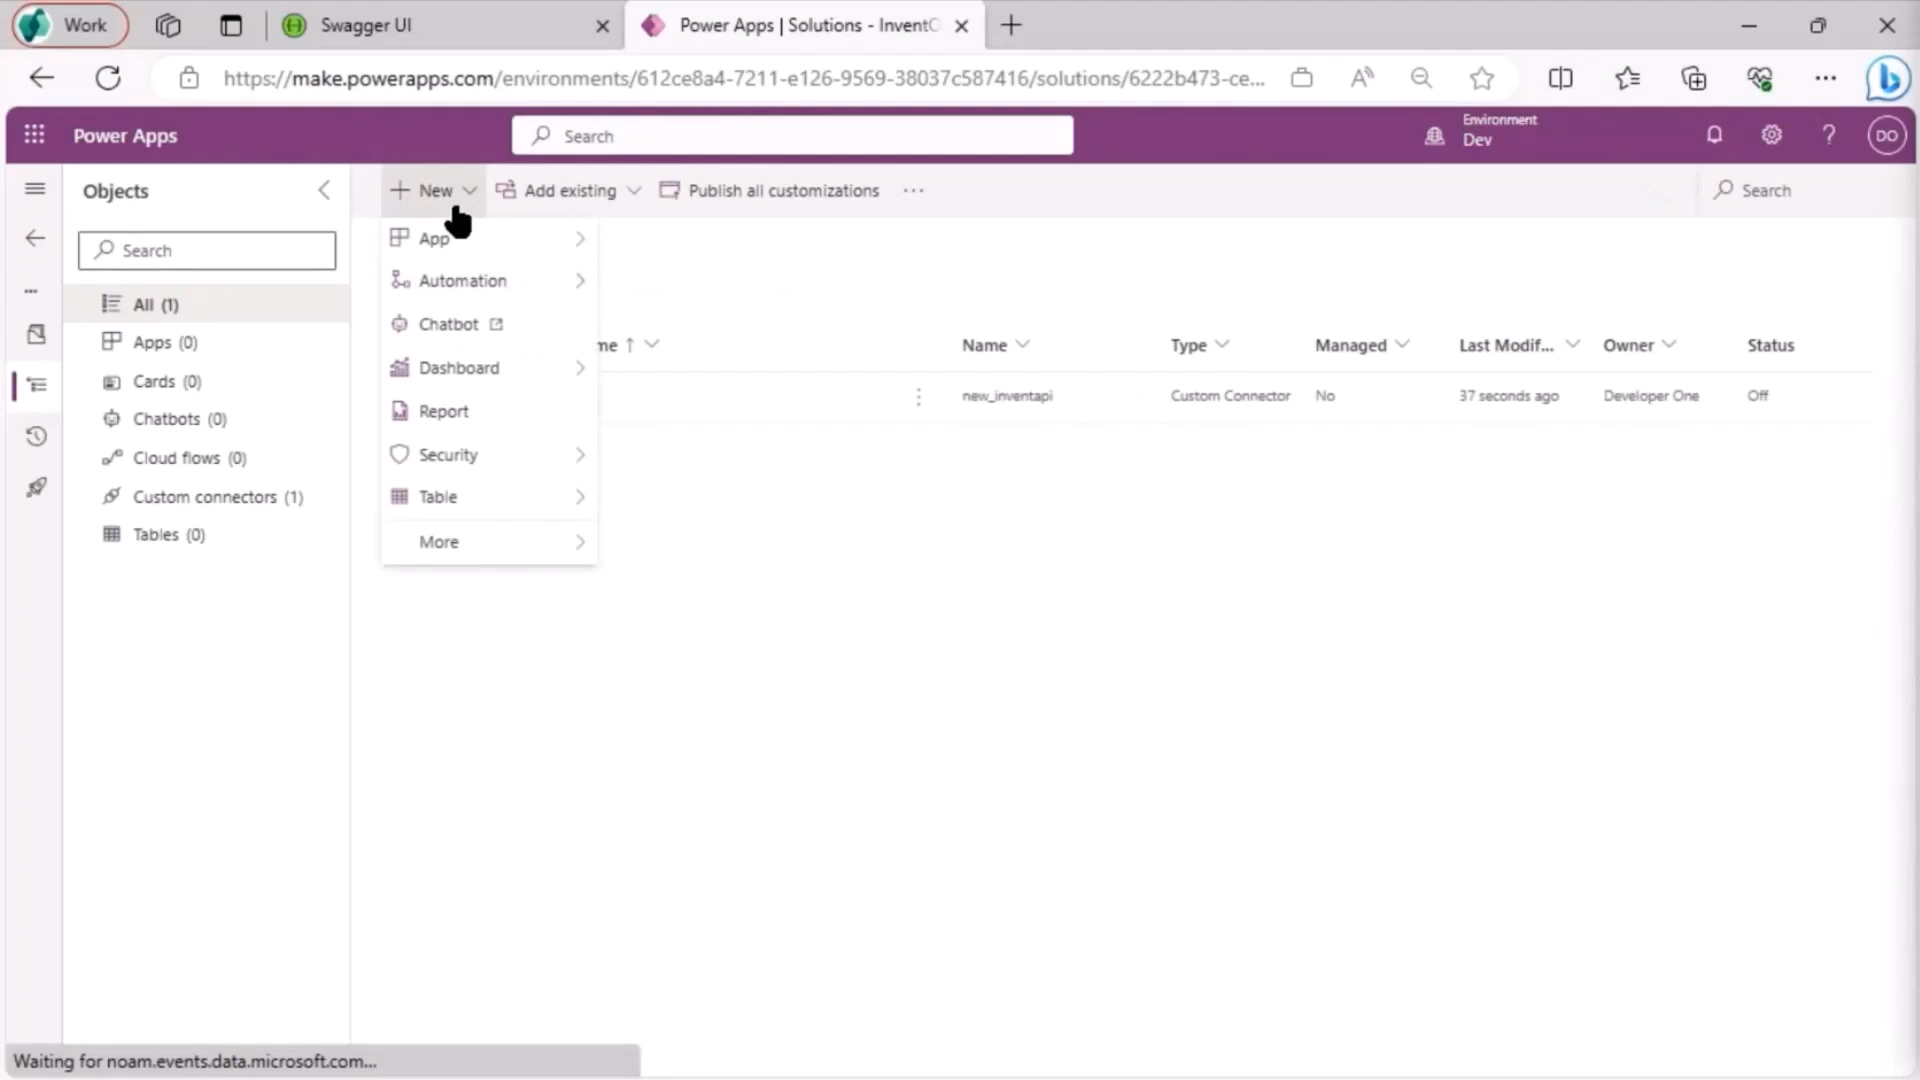 Work
Swagger UI
Power Apps | Solutions - InventO
https://make.powerapps.com/environments/612ce8a4-7211-e126-9569-38037c587416/solutions/6222b473-ce...
Power Apps
Search
Environment
Dev
DO
Objects
New
Add existing
Publish all customizations
Search
Search
All (1)
Apps (0)
Cards (0)
Chatbots (0)
Cloud flows (0)
Custom connectors (1)
Tables (0)
App
Automation
Chatbot
Dashboard
Report
Security
Table
More
me ↑
Name
Type
Managed
Last Modif...
Owner
Status
new_inventapi
Custom Connector
No
37 seconds ago
Developer One
Off
Waiting for noam.events.data.microsoft.com...